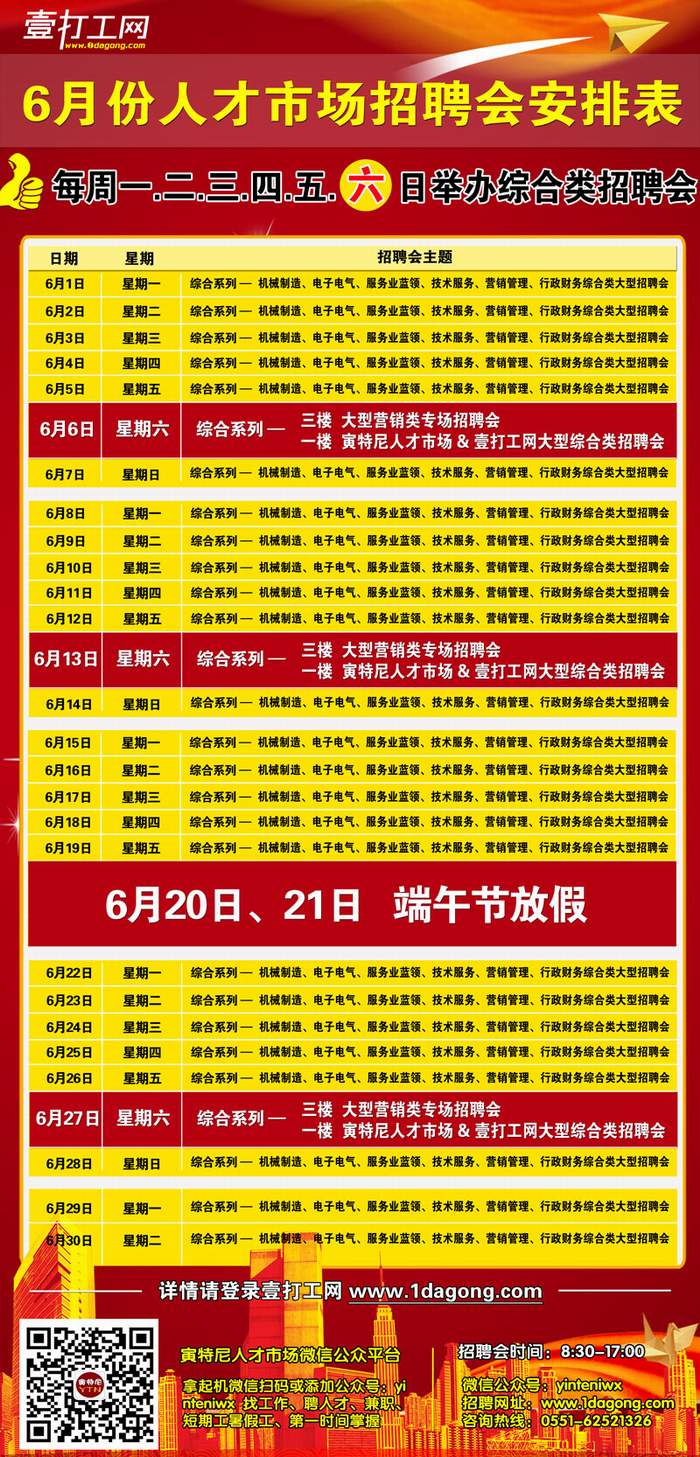 壹打工网
www.1dagong.com
6月份人才市场招聘会安排表
每周一.二.三.四.五.六日举办综合类招聘会
日期 星期 招聘会主题
6月1日 星期一 综合系列 — 机械制造、电子电气、服务业蓝领、技术服务、营销管理、行政财务综合类大型招聘会
6月2日 星期二 综合系列 — 机械制造、电子电气、服务业蓝领、技术服务、营销管理、行政财务综合类大型招聘会
6月3日 星期三 综合系列 — 机械制造、电子电气、服务业蓝领、技术服务、营销管理、行政财务综合类大型招聘会
6月4日 星期四 综合系列 — 机械制造、电子电气、服务业蓝领、技术服务、营销管理、行政财务综合类大型招聘会
6月5日 星期五 综合系列 — 机械制造、电子电气、服务业蓝领、技术服务、营销管理、行政财务综合类大型招聘会
6月6日 星期六 综合系列 — 三楼 大型营销类专场招聘会
一楼 寅特尼人才市场 & 壹打工网大型综合类招聘会
6月7日 星期日 综合系列 — 机械制造、电子电气、服务业蓝领、技术服务、营销管理、行政财务综合类大型招聘会
6月8日 星期一 综合系列 — 机械制造、电子电气、服务业蓝领、技术服务、营销管理、行政财务综合类大型招聘会
6月9日 星期二 综合系列 — 机械制造、电子电气、服务业蓝领、技术服务、营销管理、行政财务综合类大型招聘会
6月10日 星期三 综合系列 — 机械制造、电子电气、服务业蓝领、技术服务、营销管理、行政财务综合类大型招聘会
6月11日 星期四 综合系列 — 机械制造、电子电气、服务业蓝领、技术服务、营销管理、行政财务综合类大型招聘会
6月12日 星期五 综合系列 — 机械制造、电子电气、服务业蓝领、技术服务、营销管理、行政财务综合类大型招聘会
6月13日 星期六 综合系列 — 三楼 大型营销类专场招聘会
一楼 寅特尼人才市场 & 壹打工网大型综合类招聘会
6月14日 星期日 综合系列 — 机械制造、电子电气、服务业蓝领、技术服务、营销管理、行政财务综合类大型招聘会
6月15日 星期一 综合系列 — 机械制造、电子电气、服务业蓝领、技术服务、营销管理、行政财务综合类大型招聘会
6月16日 星期二 综合系列 — 机械制造、电子电气、服务业蓝领、技术服务、营销管理、行政财务综合类大型招聘会
6月17日 星期三 综合系列 — 机械制造、电子电气、服务业蓝领、技术服务、营销管理、行政财务综合类大型招聘会
6月18日 星期四 综合系列 — 机械制造、电子电气、服务业蓝领、技术服务、营销管理、行政财务综合类大型招聘会
6月19日 星期五 综合系列 — 机械制造、电子电气、服务业蓝领、技术服务、营销管理、行政财务综合类大型招聘会
6月20日、21日 端午节放假
6月22日 星期一 综合系列 — 机械制造、电子电气、服务业蓝领、技术服务、营销管理、行政财务综合类大型招聘会
6月23日 星期二 综合系列 — 机械制造、电子电气、服务业蓝领、技术服务、营销管理、行政财务综合类大型招聘会
6月24日 星期三 综合系列 — 机械制造、电子电气、服务业蓝领、技术服务、营销管理、行政财务综合类大型招聘会
6月25日 星期四 综合系列 — 机械制造、电子电气、服务业蓝领、技术服务、营销管理、行政财务综合类大型招聘会
6月26日 星期五 综合系列 — 机械制造、电子电气、服务业蓝领、技术服务、营销管理、行政财务综合类大型招聘会
6月27日 星期六 综合系列 — 三楼 大型营销类专场招聘会
一楼 寅特尼人才市场 & 壹打工网大型综合类招聘会
6月28日 星期日 综合系列 — 机械制造、电子电气、服务业蓝领、技术服务、营销管理、行政财务综合类大型招聘会
6月29日 星期一 综合系列 — 机械制造、电子电气、服务业蓝领、技术服务、营销管理、行政财务综合类大型招聘会
6月30日 星期二 综合系列 — 机械制造、电子电气、服务业蓝领、技术服务、营销管理、行政财务综合类大型招聘会
详情请登录壹打工网 www.1dagong.com
寅特尼
YTN
寅特尼人才市场微信公众平台
拿起机微信扫码或添加公众号：yi
nteniwx 找工作、聘人才、兼职、
短期工暑假工、第一时间掌握
招聘会时间：8:30-17:00
微信公众号：yinteniwx
招聘网址：www.1dagong.com
咨询热线：0551-62521326